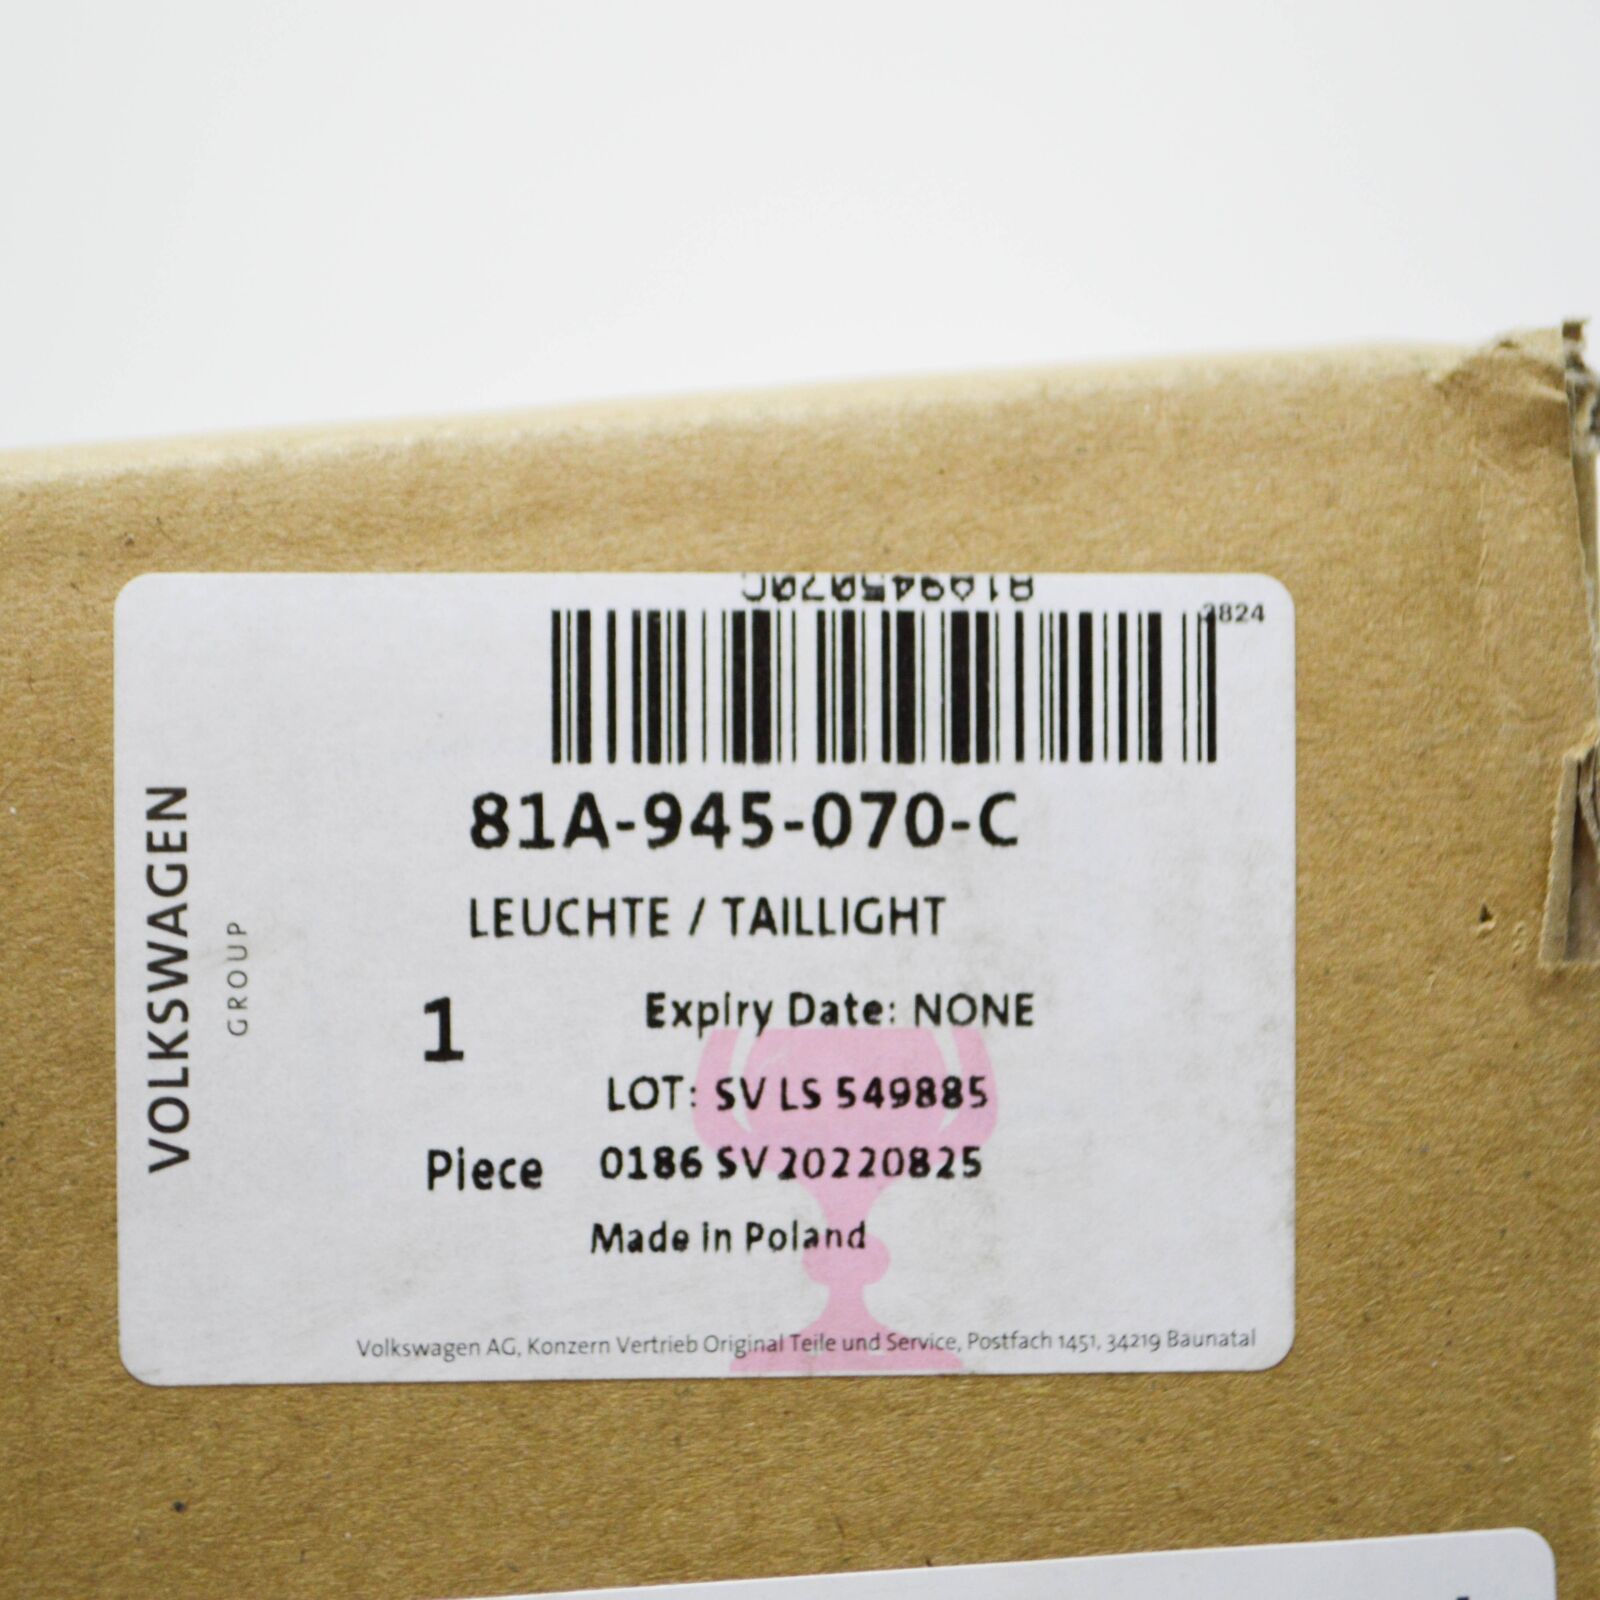 81A945070C
2824
81A-945-070-C
LEUCHTE / TAILLIGHT
1
Expiry Date: NONE
LOT: SV LS 549885
Piece
0186 SV 20220825
Made in Poland
Volkswagen AG, Konzern Vertrieb Original Teile und Service, Postfach 1451, 34219 Baunatal
VOLKSWAGEN
GROUP